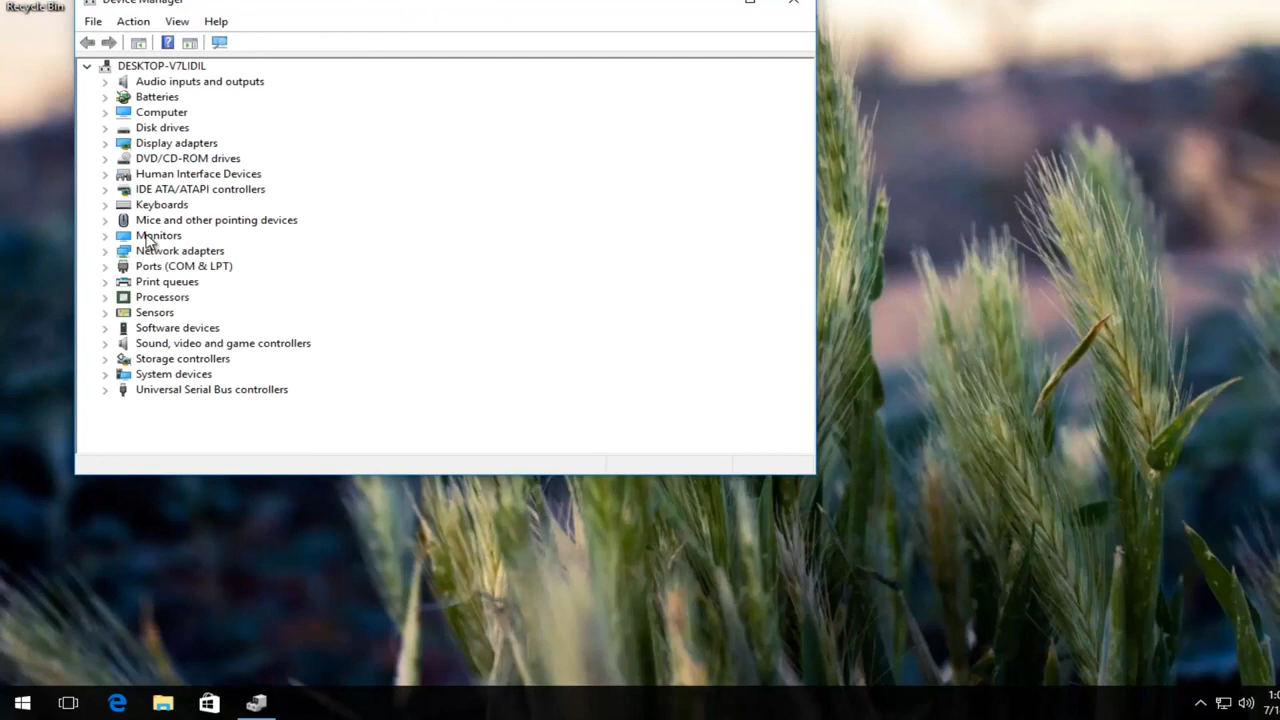 Recycle Bin
Device Manager
File Action View Help
DESKTOP-V7LIDIL
Audio inputs and outputs
Batteries
Computer
Disk drives
Display adapters
DVD/CD-ROM drives
Human Interface Devices
IDE ATA/ATAPI controllers
Keyboards
Mice and other pointing devices
Monitors
Network adapters
Ports (COM & LPT)
Print queues
Processors
Sensors
Software devices
Sound, video and game controllers
Storage controllers
System devices
Universal Serial Bus controllers